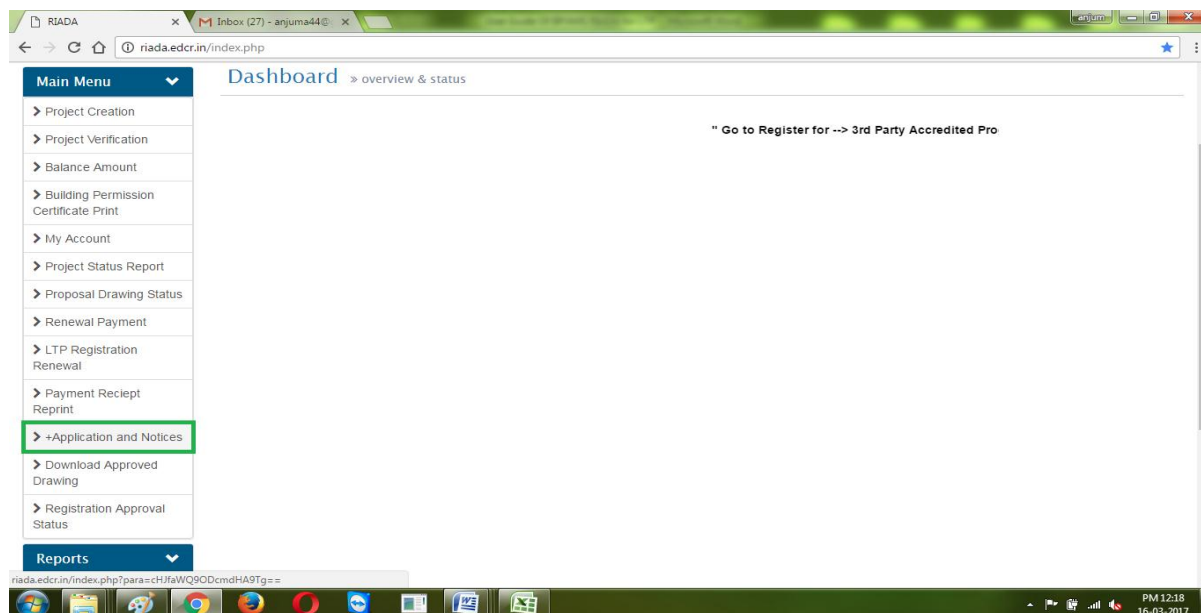 RIADA
Inbox (27) - anjuma44@
anjum
riada.edcr.in/index.php
Main Menu
Dashboard » overview & status
Project Creation
" Go to Register for --> 3rd Party Accredited Pro
Project Verification
Balance Amount
Building Permission
Certificate Print
My Account
Project Status Report
Proposal Drawing Status
Renewal Payment
LTP Registration
Renewal
Payment Reciept
Reprint
+Application and Notices
Download Approved
Drawing
Registration Approval
Status
Reports
riada.edcr.in/index.php?para=cHJfaWQ9ODcmdHA9Tg==
PM 12:18
16-03-2017